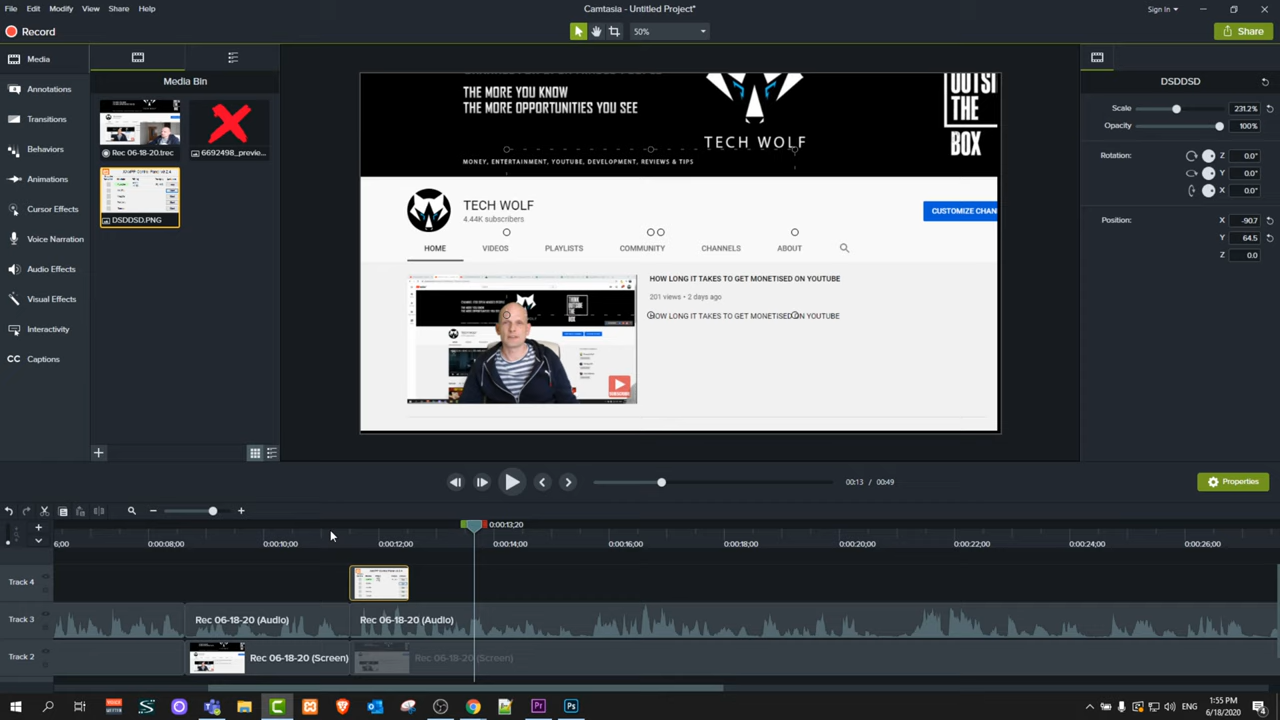 File Edit Modify View Share Help
Camtasia - Untitled Project*
Sign In
Record
50%
Share
Media
Annotations
Transitions
Behaviors
Animations
Cursor Effects
Voice Narration
Audio Effects
Visual Effects
Interactivity
CC Captions
Media Bin
Rec 06-18-20.trec
6692498_previe...
DSDDSD.PNG
THE MORE YOU KNOW
THE MORE OPPORTUNITIES YOU SEE
MONEY, ENTERTAINMENT, YOUTUBE, DEVELOPMENT, REVIEWS & TIPS
TECH WOLF
OUTSI
THE
BOX
TECH WOLF
4.44K subscribers
CUSTOMIZE CHAN
HOME VIDEOS PLAYLISTS COMMUNITY CHANNELS ABOUT
HOW LONG IT TAKES TO GET MONETISED ON YOUTUBE
201 views • 2 days ago
HOW LONG IT TAKES TO GET MONETISED ON YOUTUBE
DSDDSD
Scale 231.2%
Opacity 100%
Rotation: Z 0.0°
Y 0.0°
X 0.0°
Position: X -90.7
Y 64.5
Z 0.0
00:13 / 00:49
Properties
0:00:13;20
6;00 0:00:08;00 0:00:10;00 0:00:12;00 0:00:14;00 0:00:16;00 0:00:18;00 0:00:20;00 0:00:22;00 0:00:24;00 0:00:26;00
Track 4
Track 3
Rec 06-18-20 (Audio)
Rec 06-18-20 (Audio)
Track 2
Rec 06-18-20 (Screen)
Rec 06-18-20 (Screen)
ENG
1:55 PM
6/18/2020